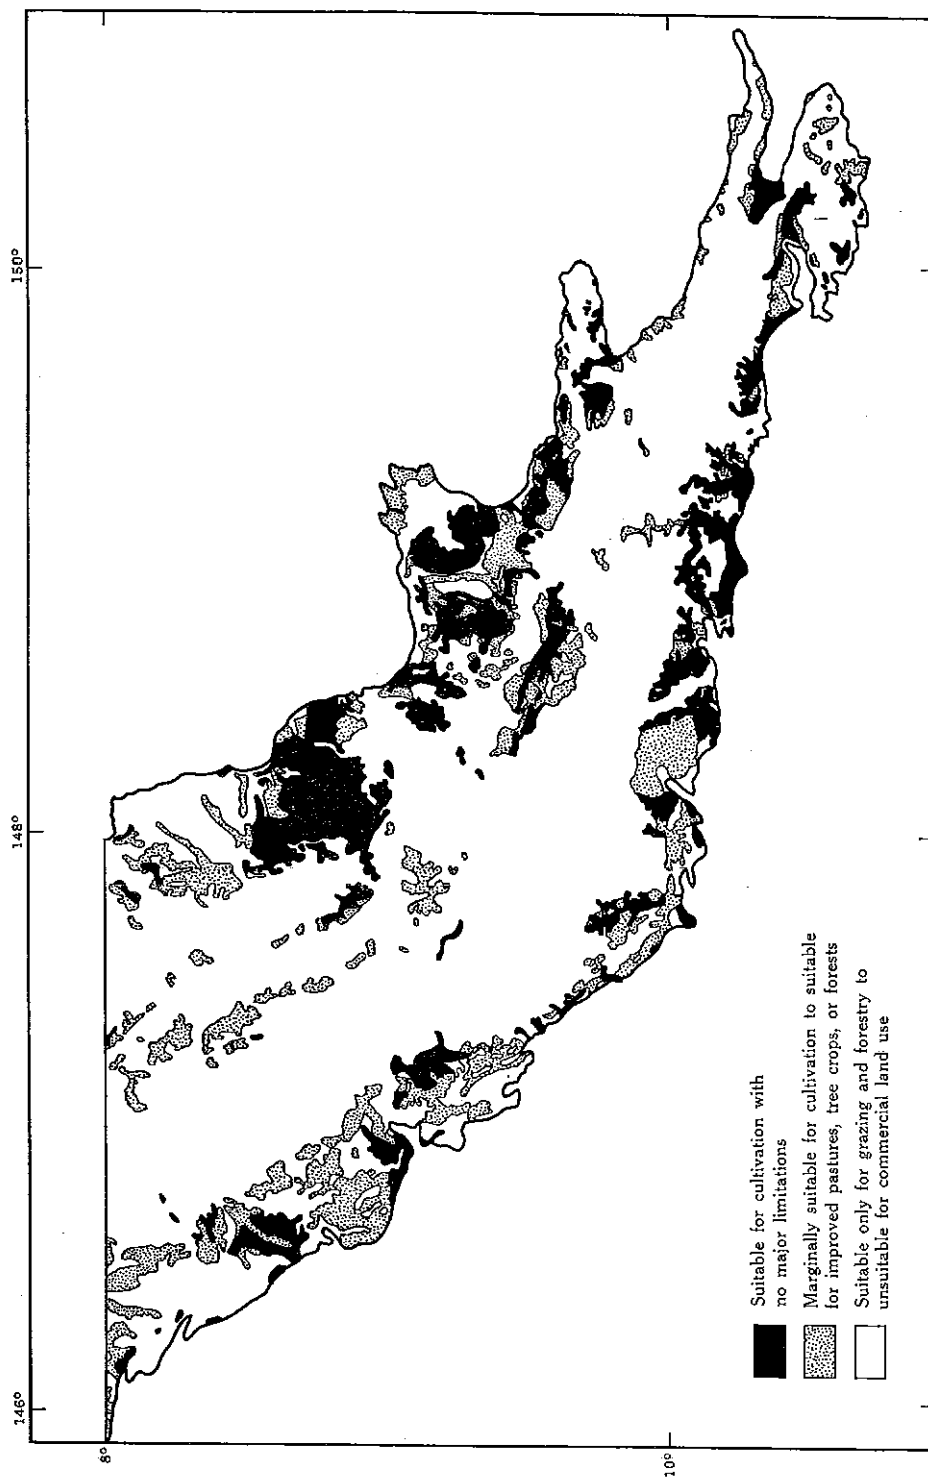 146°
148°
150°
8°
10°
Suitable for cultivation with
no major limitations
Marginally suitable for cultivation to suitable
for improved pastures, tree crops, or forests
Suitable only for grazing and forestry to
unsuitable for commercial land use